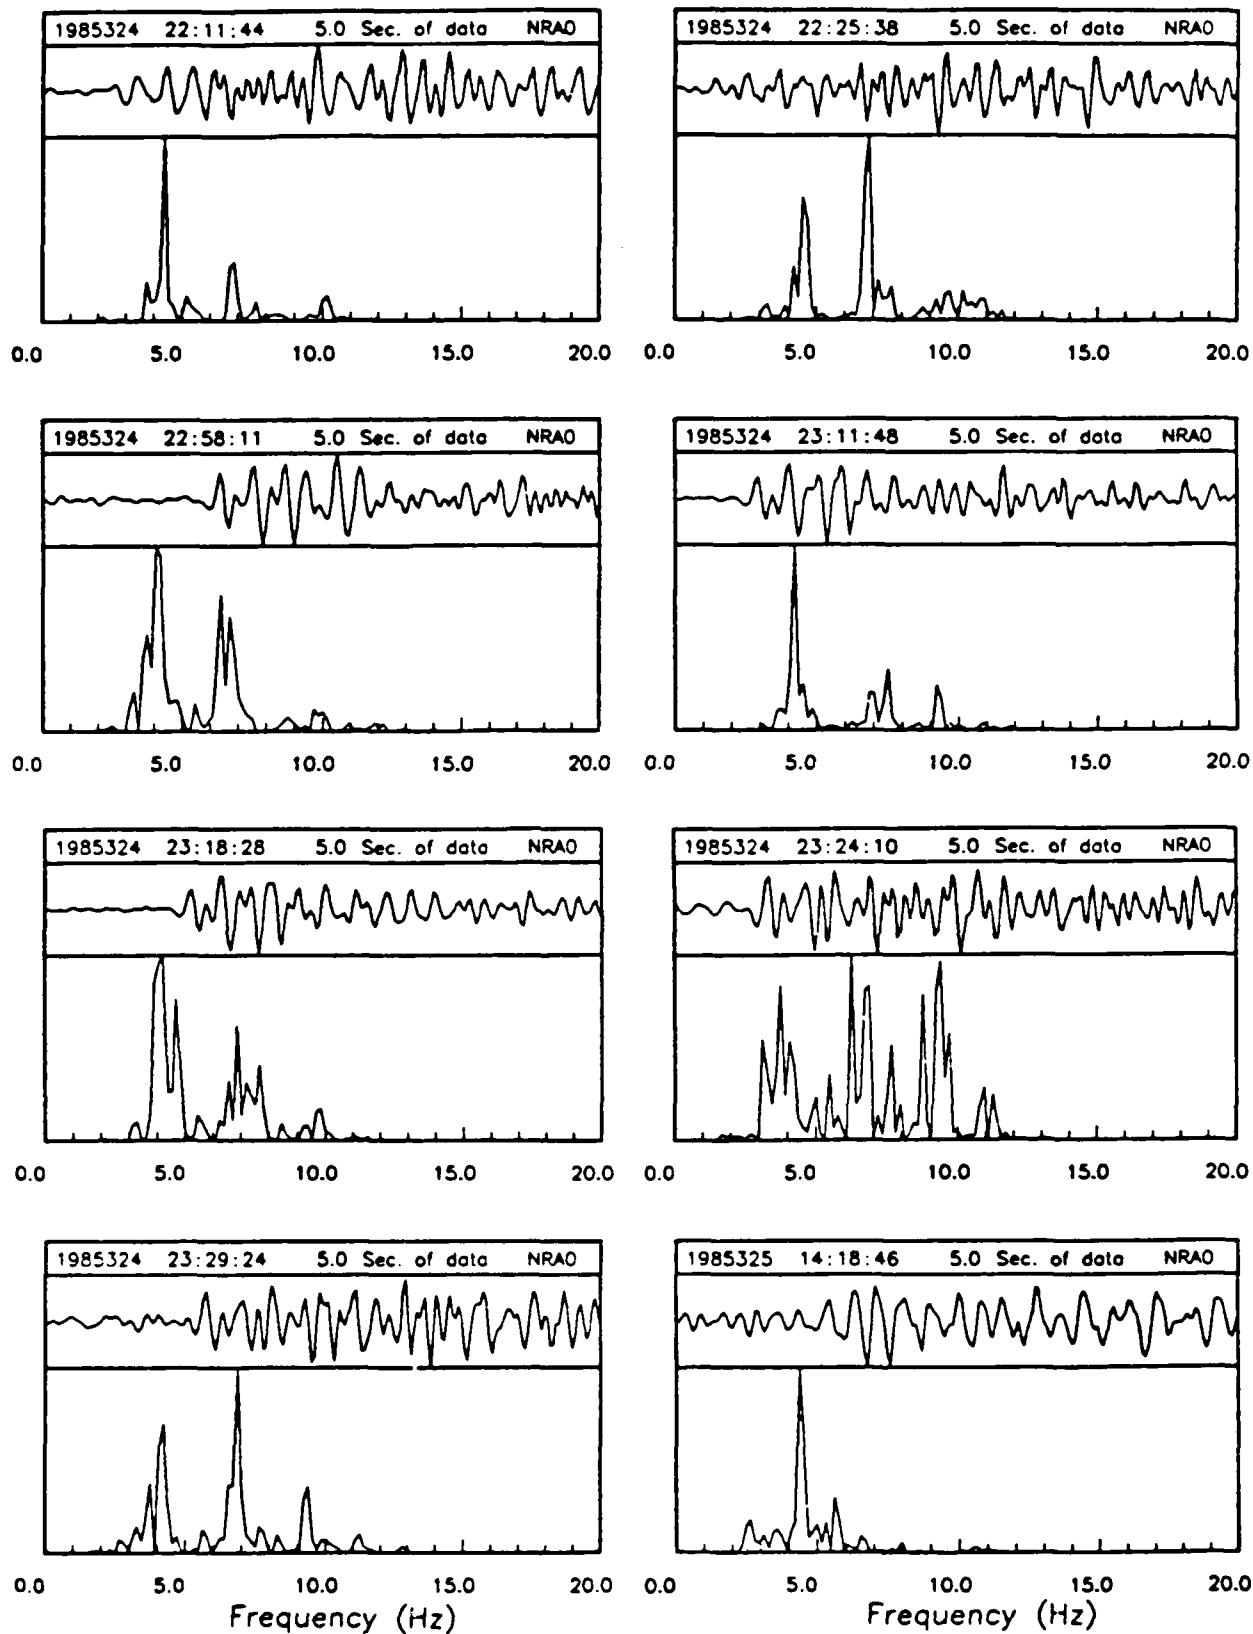 1985324 22:11:44 5.0 Sec. of data NRAO
0.0 5.0 10.0 15.0 20.0
1985324 22:25:38 5.0 Sec. of data NRAO
0.0 5.0 10.0 15.0 20.0
1985324 22:58:11 5.0 Sec. of data NRAO
0.0 5.0 10.0 15.0 20.0
1985324 23:11:48 5.0 Sec. of data NRAO
0.0 5.0 10.0 15.0 20.0
1985324 23:18:28 5.0 Sec. of data NRAO
0.0 5.0 10.0 15.0 20.0
1985324 23:24:10 5.0 Sec. of data NRAO
0.0 5.0 10.0 15.0 20.0
1985324 23:29:24 5.0 Sec. of data NRAO
0.0 5.0 10.0 15.0 20.0
Frequency (Hz)
1985325 14:18:46 5.0 Sec. of data NRAO
0.0 5.0 10.0 15.0 20.0
Frequency (Hz)